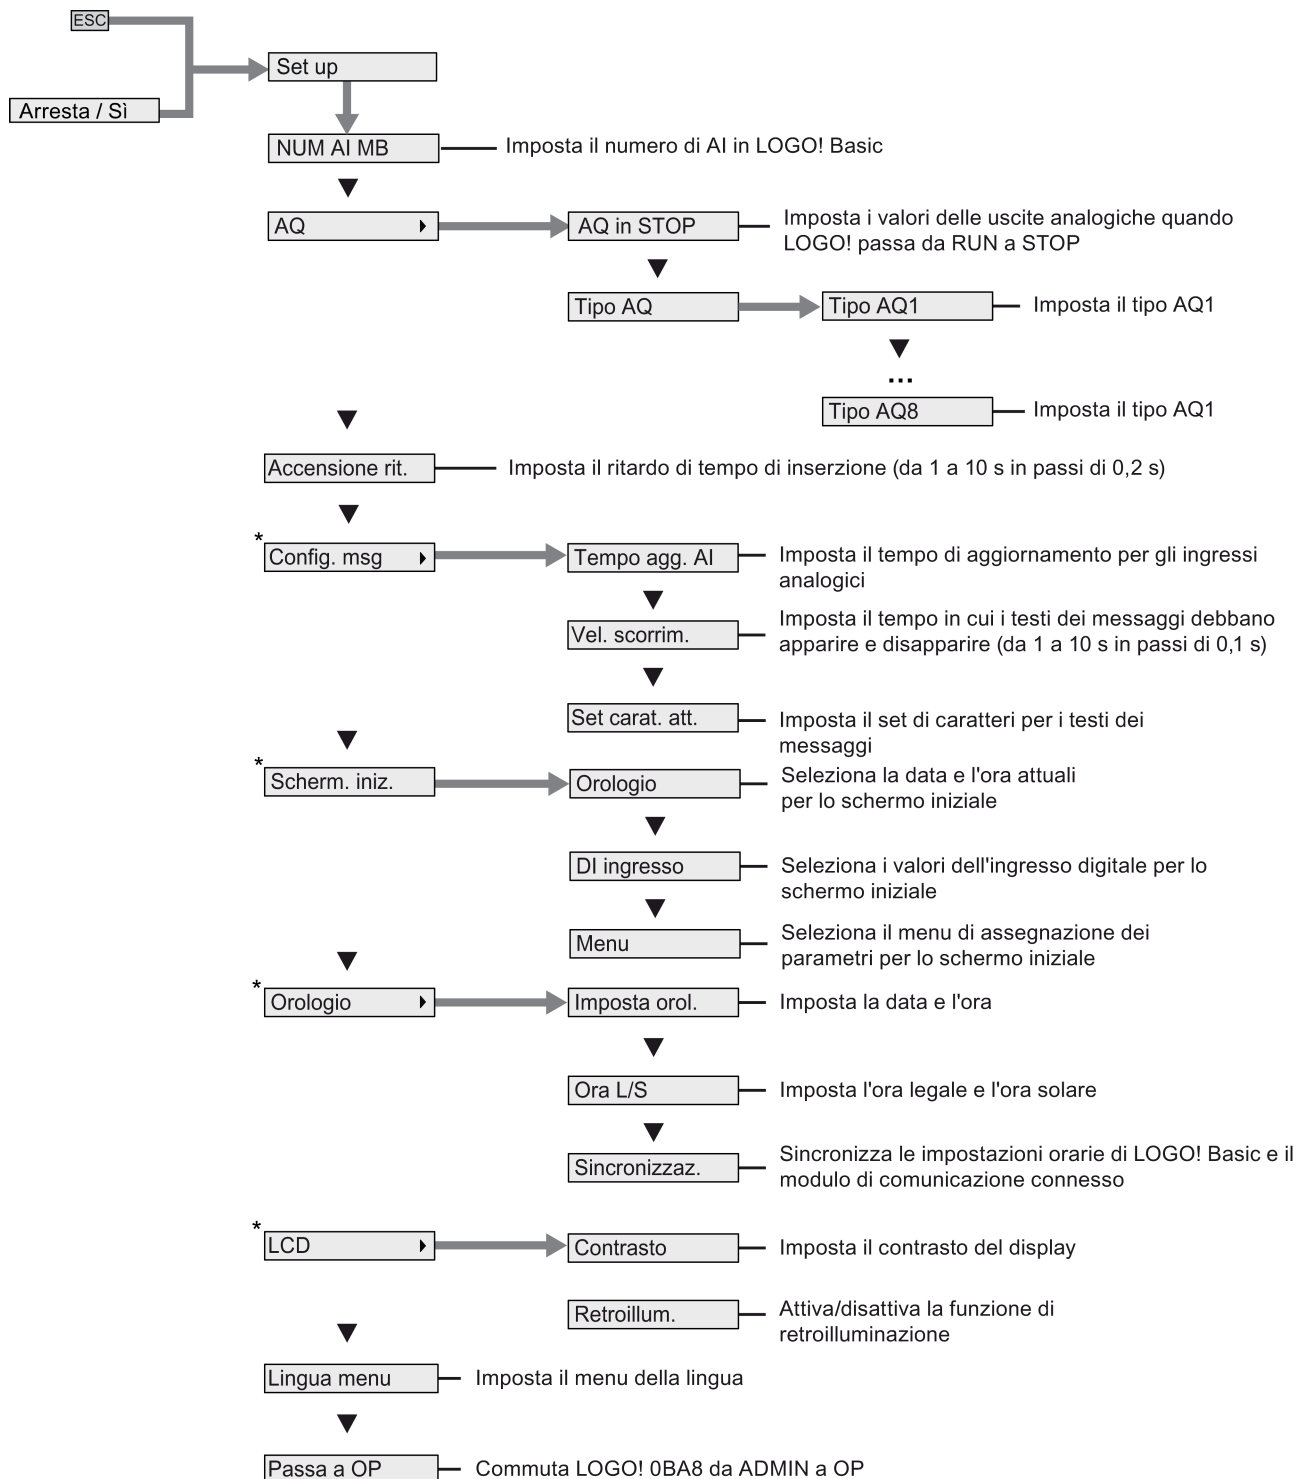 ESC
Set up
Arresta / Sì
NUM AI MB
Imposta il numero di AI in LOGO! Basic
AQ
AQ in STOP
Imposta i valori delle uscite analogiche quando
LOGO! passa da RUN a STOP
Tipo AQ
Tipo AQ1
Imposta il tipo AQ1
...
Tipo AQ8
Imposta il tipo AQ1
Accensione rit.
Imposta il ritardo di tempo di inserzione (da 1 a 10 s in passi di 0,2 s)
*
Config. msg
Tempo agg. AI
Imposta il tempo di aggiornamento per gli ingressi
analogici
Vel. scorrim.
Imposta il tempo in cui i testi dei messaggi debbano
apparire e disapparire (da 1 a 10 s in passi di 0,1 s)
Set carat. att.
Imposta il set di caratteri per i testi dei
messaggi
*
Scherm. iniz.
Orologio
Seleziona la data e l'ora attuali
per lo schermo iniziale
DI ingresso
Seleziona i valori dell'ingresso digitale per lo
schermo iniziale
Menu
Seleziona il menu di assegnazione dei
parametri per lo schermo iniziale
*
Orologio
Imposta orol.
Imposta la data e l'ora
Ora L/S
Imposta l'ora legale e l'ora solare
Sincronizzaz.
Sincronizza le impostazioni orarie di LOGO! Basic e il
modulo di comunicazione connesso
*
LCD
Contrasto
Imposta il contrasto del display
Retroillum.
Attiva/disattiva la funzione di
retroilluminazione
Lingua menu
Imposta il menu della lingua
Passa a OP
Commuta LOGO! 0BA8 da ADMIN a OP